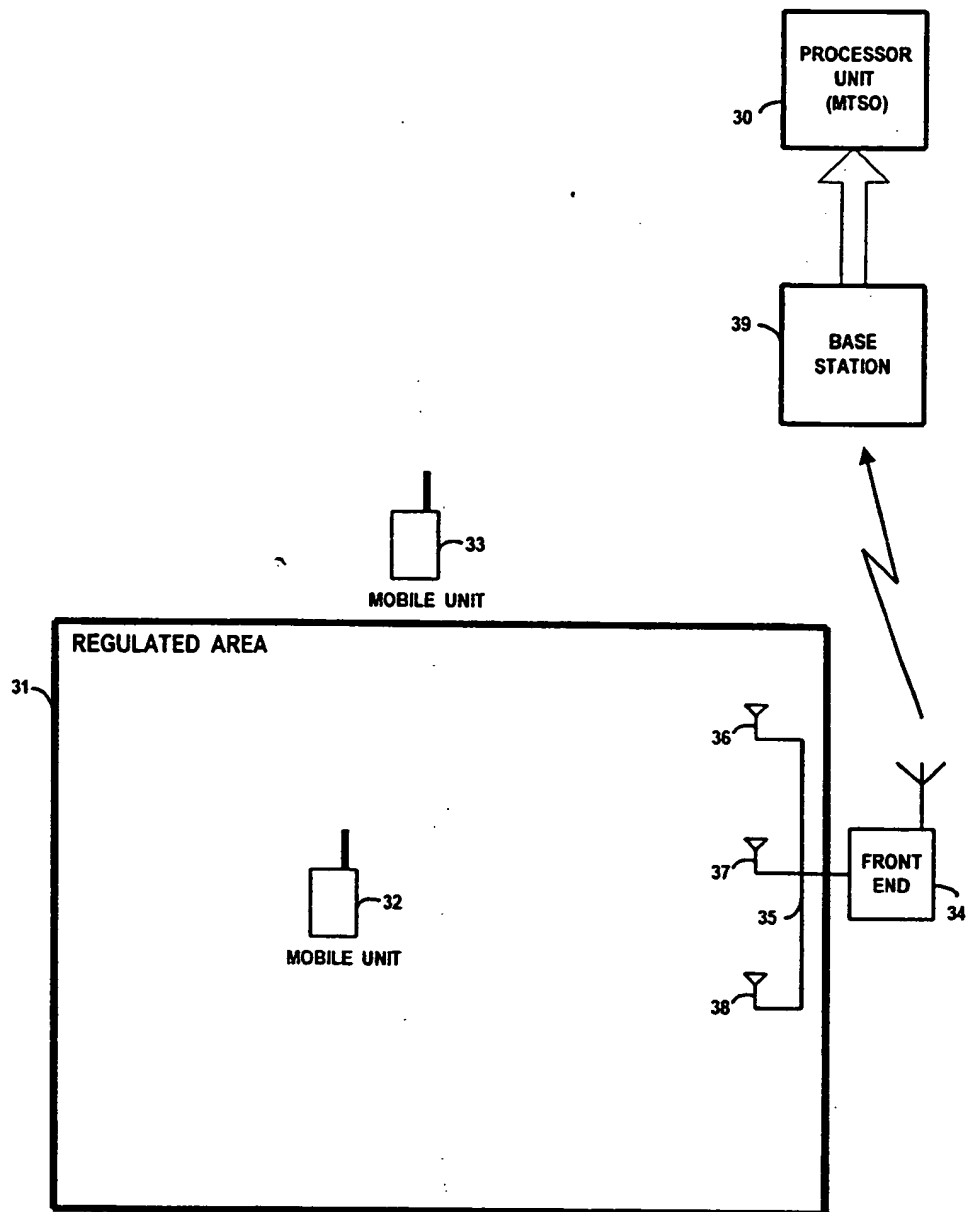 PROCESSOR
UNIT
(MTSO)
30
39
BASE
STATION
33
MOBILE UNIT
REGULATED AREA
31
36
37
FRONT
END
35
34
32
MOBILE UNIT
38